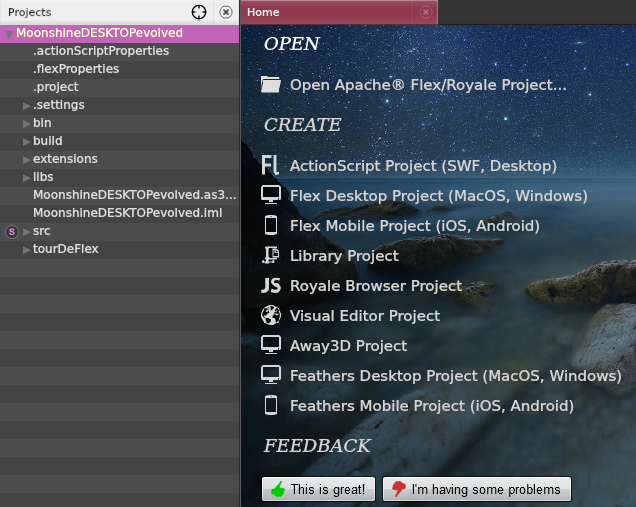 Projects
MoonshineDESKTOPevolved
.actionScriptProperties
.flexProperties
.project
.settings
bin
build
extensions
libs
MoonshineDESKTOPevolved.as3...
MoonshineDESKTOPevolved.iml
S src
tourDeFlex
Home
OPEN
Open Apache® Flex/Royale Project...
CREATE
Fl ActionScript Project (SWF, Desktop)
Flex Desktop Project (MacOS, Windows)
Flex Mobile Project (iOS, Android)
Library Project
JS Royale Browser Project
Visual Editor Project
Away3D Project
Feathers Desktop Project (MacOS, Windows)
Feathers Mobile Project (iOS, Android)
FEEDBACK
This is great! I'm having some problems